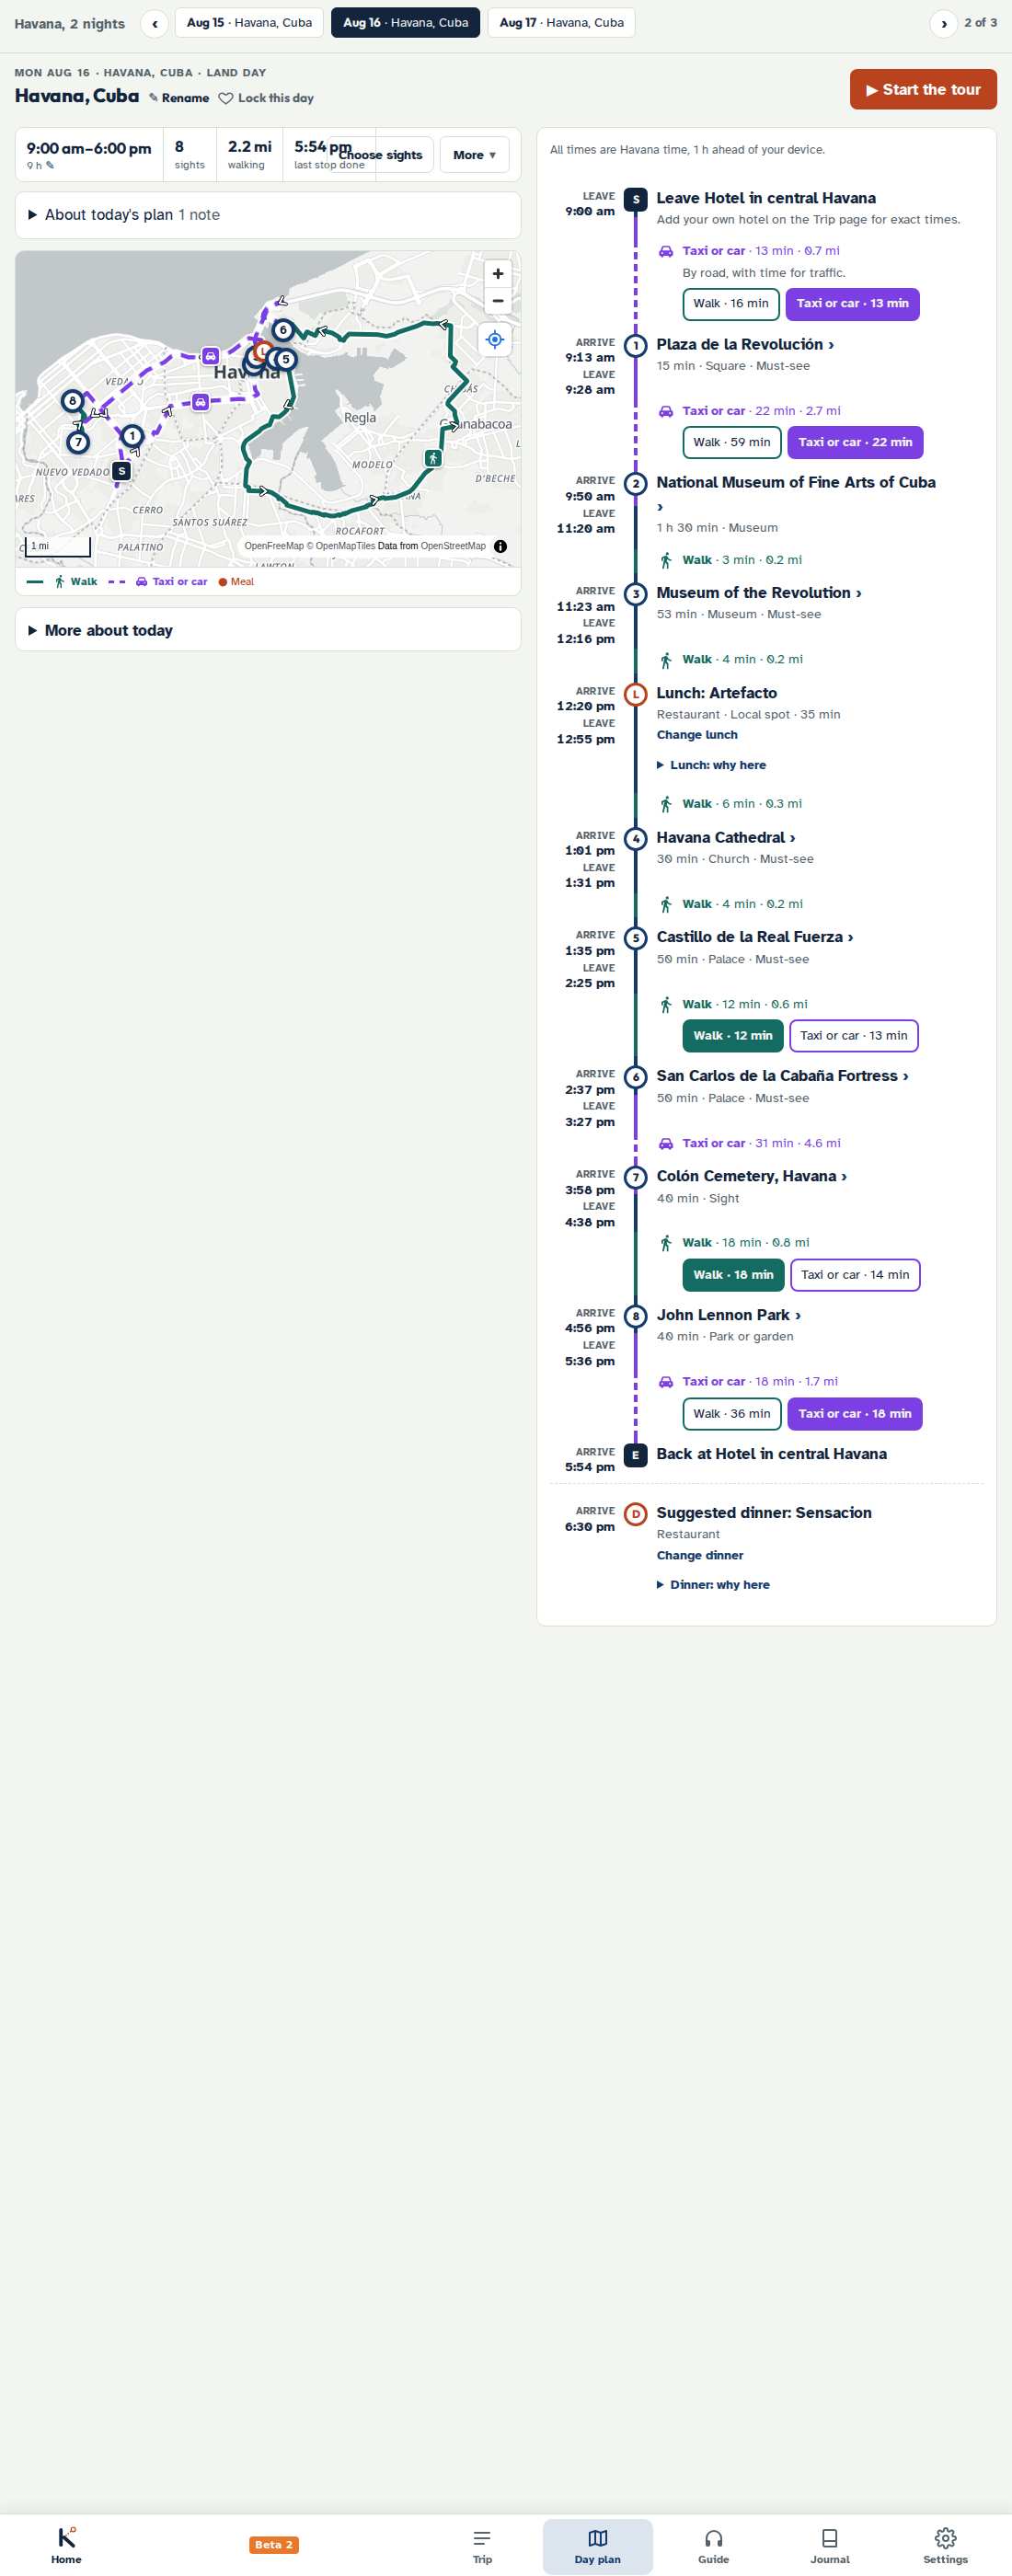 Havana, 2 nights
‹
Aug 15 · Havana, Cuba
Aug 16 · Havana, Cuba
Aug 17 · Havana, Cuba
›
2 of 3
MON AUG 16 · HAVANA, CUBA · LAND DAY
Havana, Cuba
✎ Rename
Lock this day
▶ Start the tour
9:00 am–6:00 pm
9 h ✎
8
sights
2.2 mi
walking
5:54 pm
last stop done
Choose sights
More ▾
▶ About today's plan 1 note
+
−
6
5
L
8
7
1
S
Havana
VEDADO
Regla
NUEVO VEDADO
CERRO
SANTOS SUÁREZ
PALATINO
MODELO
D'BECHE
ROCAFORT
LAWTON
1 mi
OpenFreeMap © OpenMapTiles Data from OpenStreetMap
Walk
Taxi or car
Meal
▶ More about today
All times are Havana time, 1 h ahead of your device.
LEAVE
9:00 am
S
Leave Hotel in central Havana
Add your own hotel on the Trip page for exact times.
Taxi or car · 13 min · 0.7 mi
By road, with time for traffic.
Walk · 16 min
Taxi or car · 13 min
ARRIVE
9:13 am
LEAVE
9:28 am
1
Plaza de la Revolución ›
15 min · Square · Must-see
Taxi or car · 22 min · 2.7 mi
Walk · 59 min
Taxi or car · 22 min
ARRIVE
9:50 am
LEAVE
11:20 am
2
National Museum of Fine Arts of Cuba
›
1 h 30 min · Museum
Walk · 3 min · 0.2 mi
ARRIVE
11:23 am
LEAVE
12:16 pm
3
Museum of the Revolution ›
53 min · Museum · Must-see
Walk · 4 min · 0.2 mi
ARRIVE
12:20 pm
LEAVE
12:55 pm
L
Lunch: Artefacto
Restaurant · Local spot · 35 min
Change lunch
▶ Lunch: why here
Walk · 6 min · 0.3 mi
ARRIVE
1:01 pm
LEAVE
1:31 pm
4
Havana Cathedral ›
30 min · Church · Must-see
Walk · 4 min · 0.2 mi
ARRIVE
1:35 pm
LEAVE
2:25 pm
5
Castillo de la Real Fuerza ›
50 min · Palace · Must-see
Walk · 12 min · 0.6 mi
Walk · 12 min
Taxi or car · 13 min
ARRIVE
2:37 pm
LEAVE
3:27 pm
6
San Carlos de la Cabaña Fortress ›
50 min · Palace · Must-see
Taxi or car · 31 min · 4.6 mi
ARRIVE
3:58 pm
LEAVE
4:38 pm
7
Colón Cemetery, Havana ›
40 min · Sight
Walk · 18 min · 0.8 mi
Walk · 18 min
Taxi or car · 14 min
ARRIVE
4:56 pm
LEAVE
5:36 pm
8
John Lennon Park ›
40 min · Park or garden
Taxi or car · 18 min · 1.7 mi
Walk · 36 min
Taxi or car · 18 min
ARRIVE
5:54 pm
E
Back at Hotel in central Havana
ARRIVE
6:30 pm
D
Suggested dinner: Sensacion
Restaurant
Change dinner
▶ Dinner: why here
Home
Beta 2
Trip
Day plan
Guide
Journal
Settings